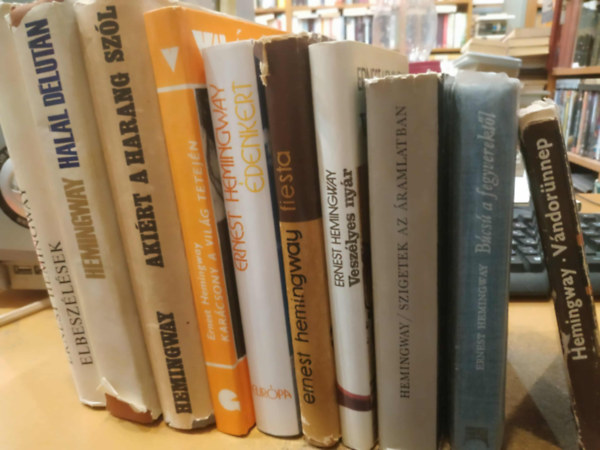 HEMINGWAY
ELBESZÉLÉSEK
HEMINGWAY HALÁL DÉLUTÁN
HEMINGWAY AKIÉRT A HARANG SZÓL
Ernest Hemingway
KARÁCSONY A VILÁG TETEJÉN
ERNEST HEMINGWAY
ÉDENKERT
EURÓPA
ernest hemingway fiesta
ERNEST HEMINGWAY
Veszélyes nyár
HEMINGWAY / SZIGETEK AZ ÁRAMLATBAN
ERNEST HEMINGWAY Búcsú a fegyverektől
Hemingway · Vándorünnep